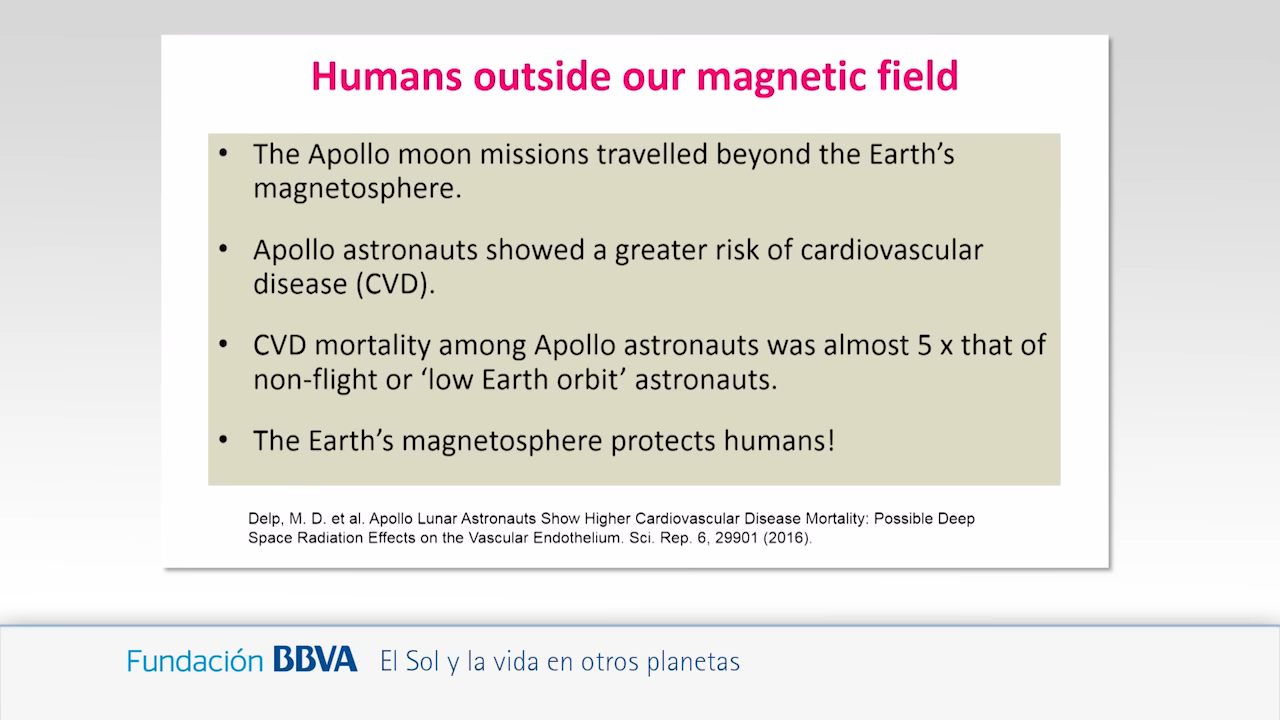 Humans outside our magnetic field
• The Apollo moon missions travelled beyond the Earth’s
magnetosphere.
• Apollo astronauts showed a greater risk of cardiovascular
disease (CVD).
• CVD mortality among Apollo astronauts was almost 5 x that of
non-flight or ‘low Earth orbit’ astronauts.
• The Earth’s magnetosphere protects humans!
Delp, M. D. et al. Apollo Lunar Astronauts Show Higher Cardiovascular Disease Mortality: Possible Deep
Space Radiation Effects on the Vascular Endothelium. Sci. Rep. 6, 29901 (2016).
Fundación BBVA El Sol y la vida en otros planetas